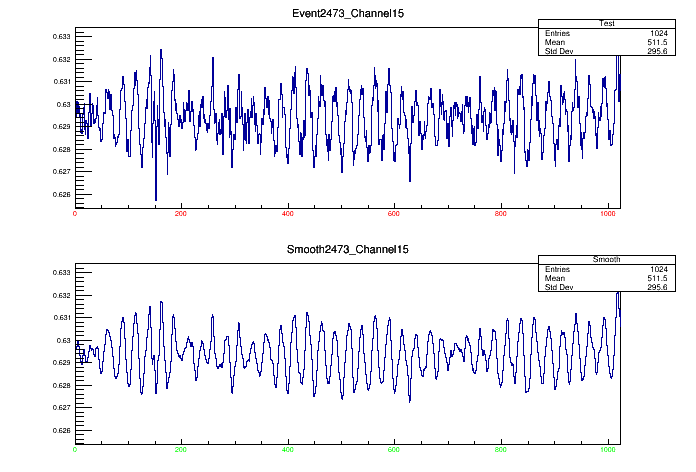 Event2473_Channel15
Test
Entries 1024
Mean 511.5
Std Dev 295.6
0.633
0.632
0.631
0.63
0.629
0.628
0.627
0.626
0 200 400 600 800 1000
Smooth2473_Channel15
Smooth
Entries 1024
Mean 511.5
Std Dev 295.6
0.633
0.632
0.631
0.63
0.629
0.628
0.627
0.626
0 200 400 600 800 1000